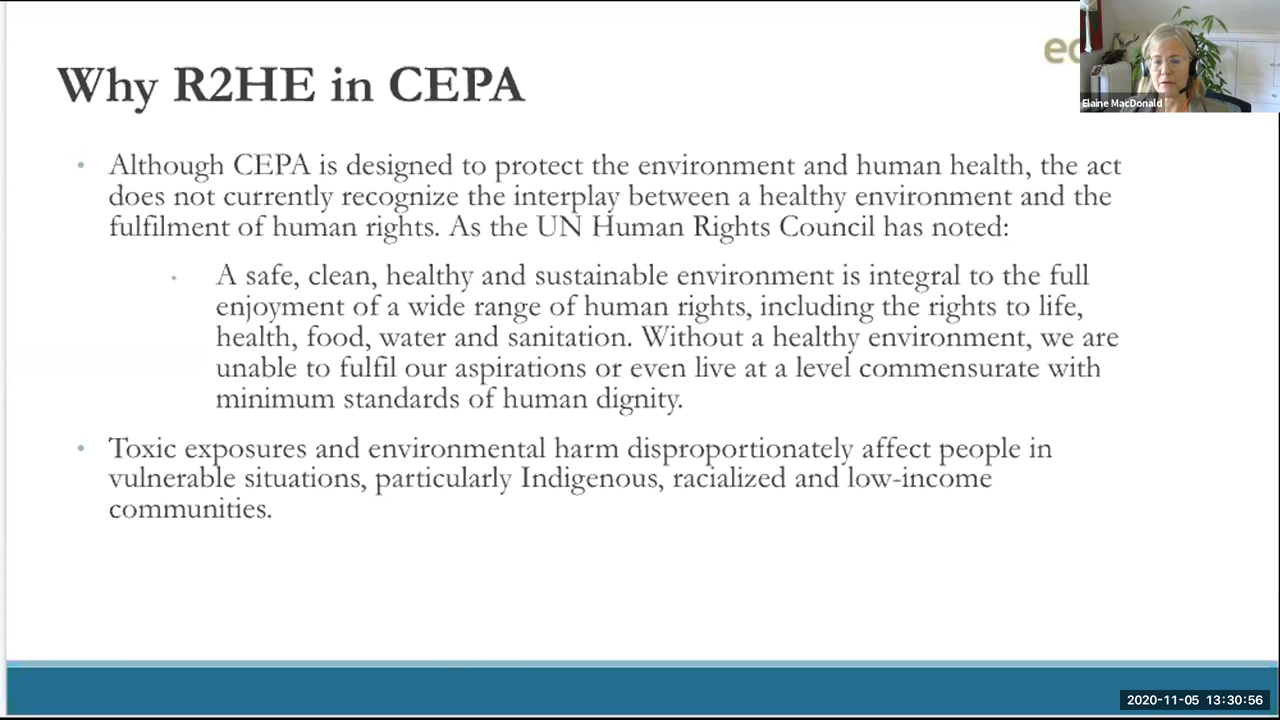 Why R2HE in CEPA
Elaine MacDonald
• Although CEPA is designed to protect the environment and human health, the act
does not currently recognize the interplay between a healthy environment and the
fulfilment of human rights. As the UN Human Rights Council has noted:
• A safe, clean, healthy and sustainable environment is integral to the full
enjoyment of a wide range of human rights, including the rights to life,
health, food, water and sanitation. Without a healthy environment, we are
unable to fulfil our aspirations or even live at a level commensurate with
minimum standards of human dignity.
• Toxic exposures and environmental harm disproportionately affect people in
vulnerable situations, particularly Indigenous, racialized and low-income
communities.
2020-11-05 13:30:56